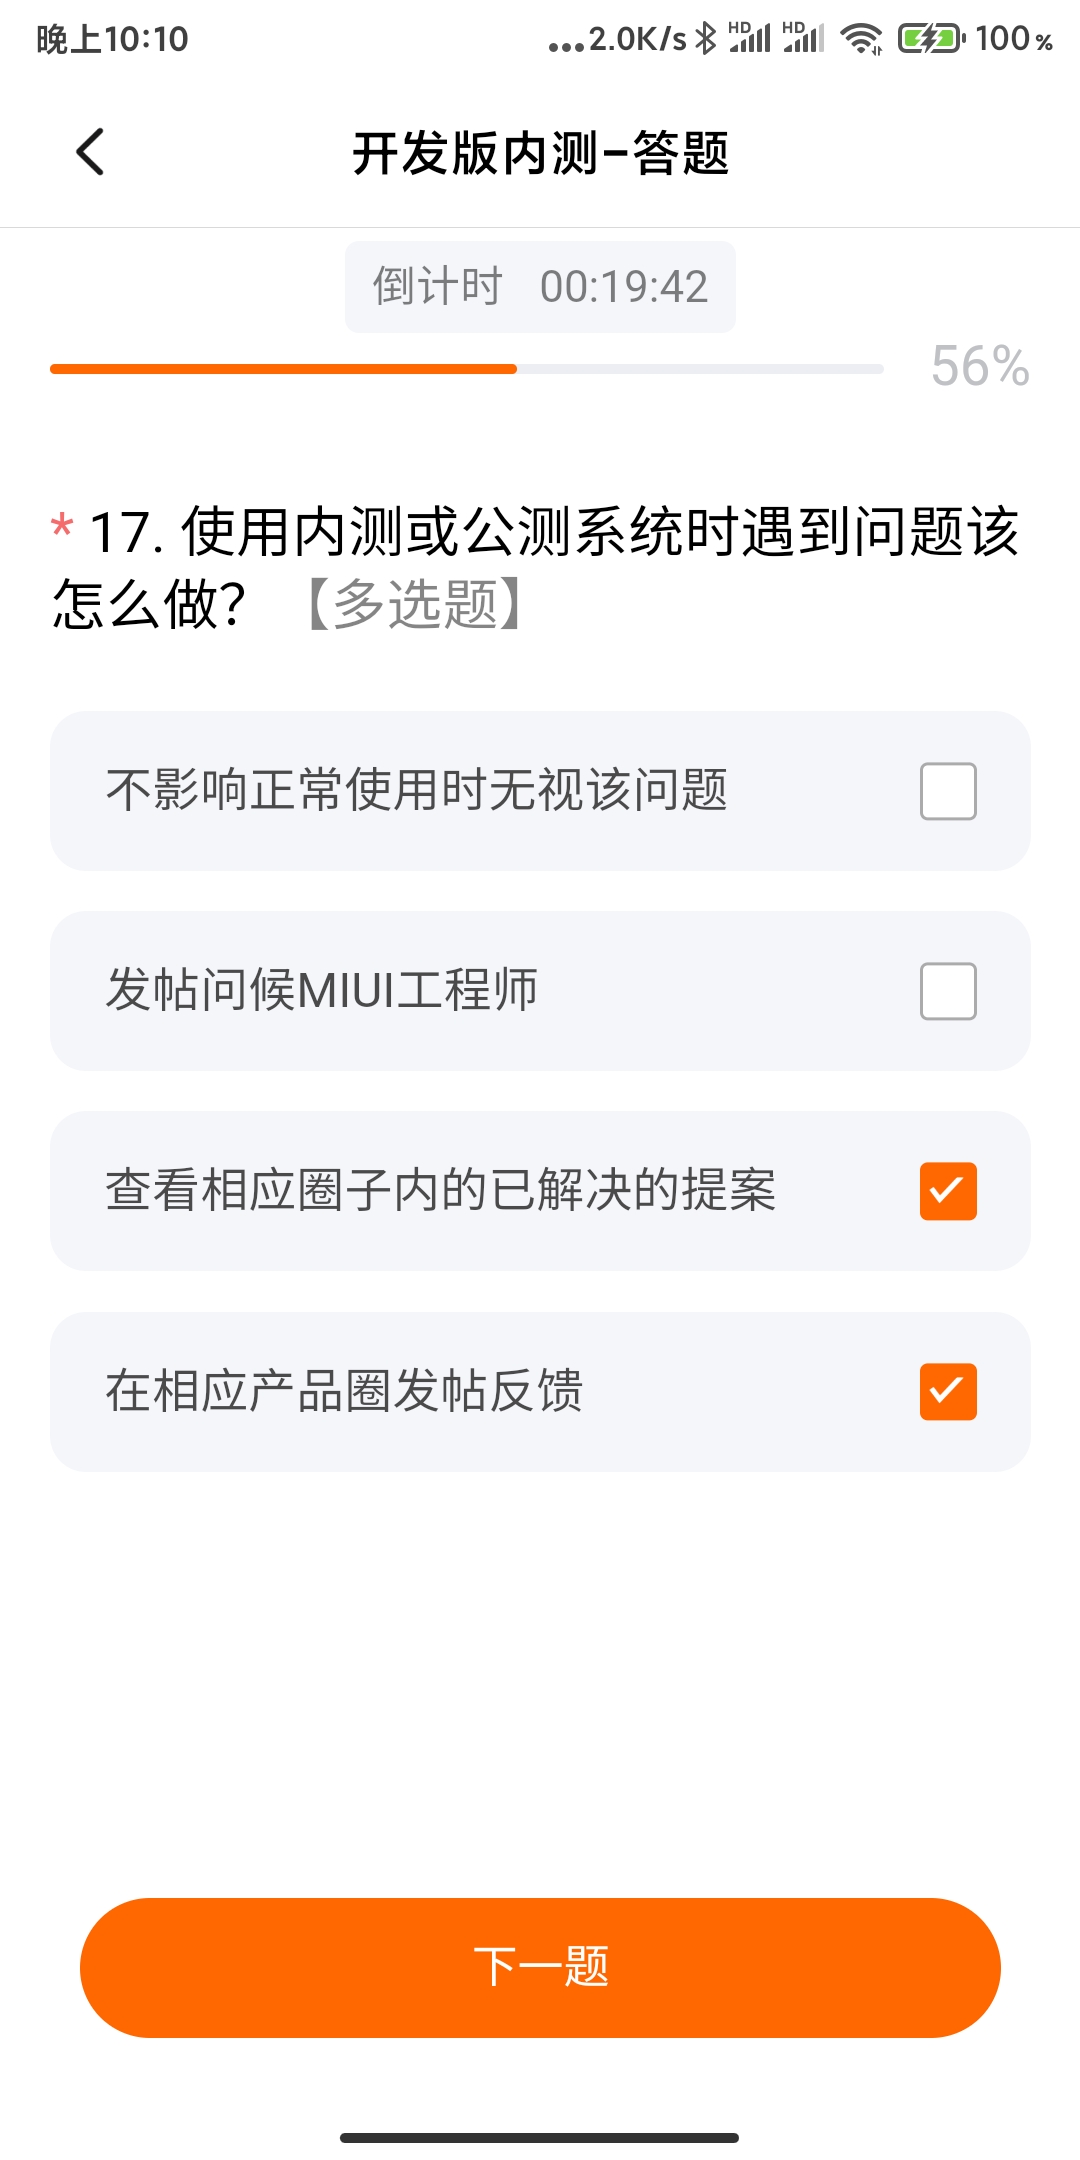 晚上10:10
...2.0K/s HD HD 100%
开发版内测-答题
倒计时 00:19:42
56%
* 17. 使用内测或公测系统时遇到问题该
怎么做？【多选题】
不影响正常使用时无视该问题
发帖问候MIUI工程师
查看相应圈子内的已解决的提案
在相应产品圈发帖反馈
下一题